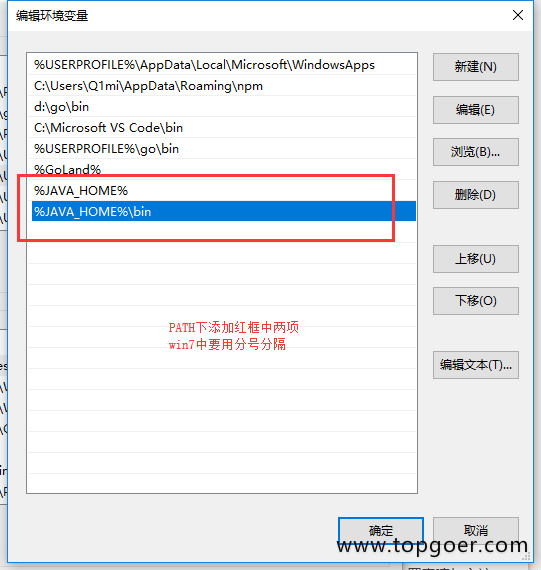 编辑环境变量
%USERPROFILE%\AppData\Local\Microsoft\WindowsApps
C:\Users\Q1mi\AppData\Roaming\npm
d:\go\bin
C:\Microsoft VS Code\bin
%USERPROFILE%\go\bin
%GoLand%
%JAVA_HOME%
%JAVA_HOME%\bin
新建(N)
编辑(E)
浏览(B)...
删除(D)
上移(U)
下移(O)
编辑文本(T)...
PATH下添加红框中两项
win7中要用分号分隔
确定
取消
www.topgoer.com